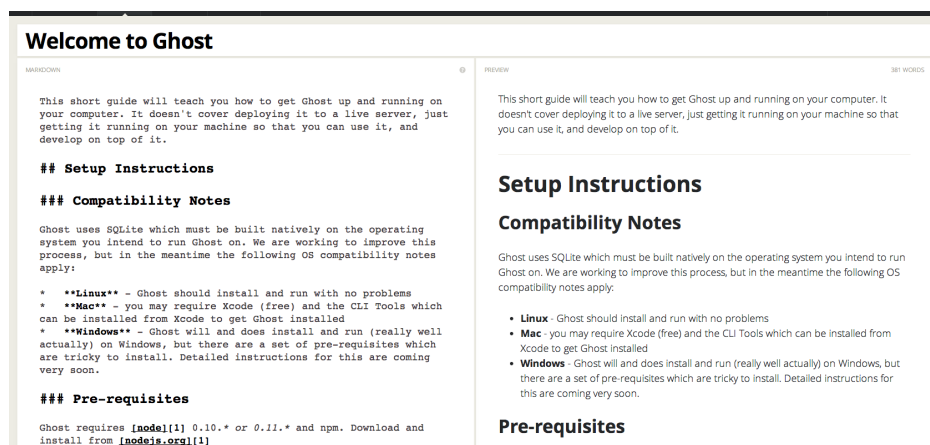 Welcome to Ghost
MARKDOWN
This short guide will teach you how to get Ghost up and running on
your computer. It doesn't cover deploying it to a live server, just
getting it running on your machine so that you can use it, and
develop on top of it.
## Setup Instructions
### Compatibility Notes
Ghost uses SQLite which must be built natively on the operating
system you intend to run Ghost on. We are working to improve this
process, but in the meantime the following OS compatibility notes
apply:
*   **Linux** - Ghost should install and run with no problems
*   **Mac** - you may require Xcode (free) and the CLI Tools which
can be installed from Xcode to get Ghost installed
*   **Windows** - Ghost will and does install and run (really well
actually) on Windows, but there are a set of pre-requisites which
are tricky to install. Detailed instructions for this are coming
very soon.
### Pre-requisites
Ghost requires [node][1] 0.10.* or 0.11.* and npm. Download and
install from [nodejs.org][1]
PREVIEW
381 WORDS
This short guide will teach you how to get Ghost up and running on your computer. It
doesn't cover deploying it to a live server, just getting it running on your machine so that
you can use it, and develop on top of it.
Setup Instructions
Compatibility Notes
Ghost uses SQLite which must be built natively on the operating system you intend to run
Ghost on. We are working to improve this process, but in the meantime the following OS
compatibility notes apply:
• Linux - Ghost should install and run with no problems
• Mac - you may require Xcode (free) and the CLI Tools which can be installed from
Xcode to get Ghost installed
• Windows - Ghost will and does install and run (really well actually) on Windows, but
there are a set of pre-requisites which are tricky to install. Detailed instructions for
this are coming very soon.
Pre-requisites